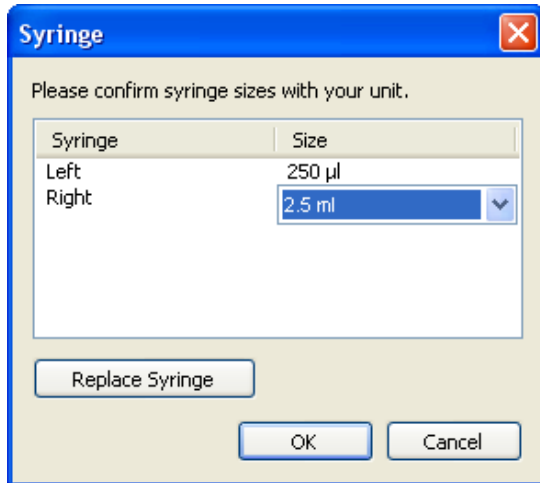 Syringe
Please confirm syringe sizes with your unit.
Syringe Size
Left 250 µl
Right 2.5 ml
Replace Syringe
OK Cancel